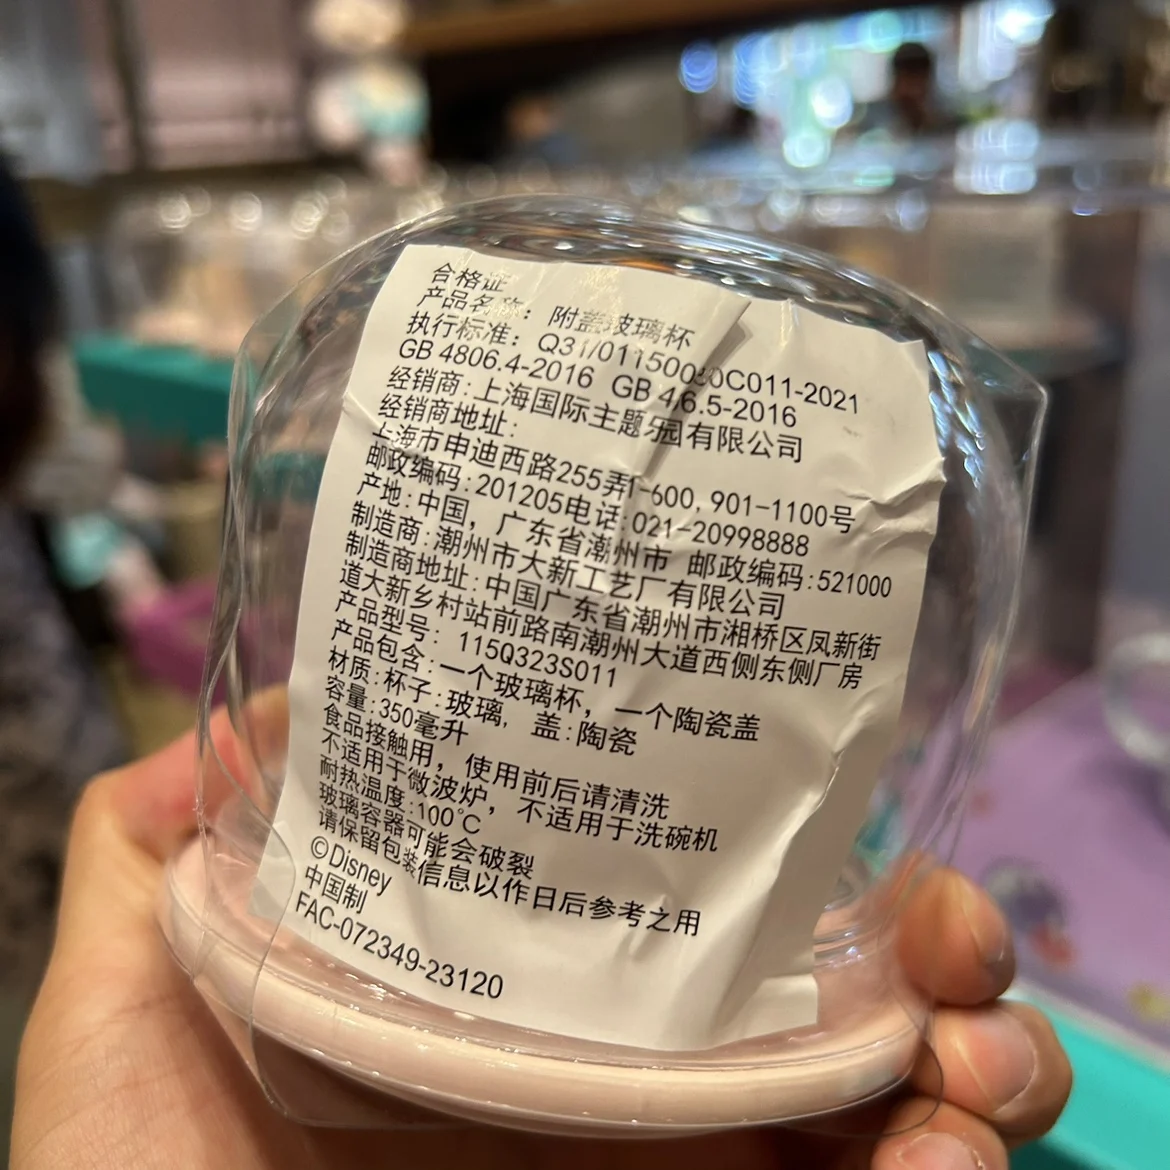 合格证
产品名称：附盖玻璃杯
执行标准：
GB 4806.4-2016 GB
经销商:上海国际主题乐园有限公司
经销商地址:
上海市申迪西路255弄1-600,901-1100号
邮政编码:201205电话:021-20998888
产地:中国，广东省潮州市 邮政编码:521000
制造商:潮州市大新工艺厂有限公司
制造商地址:中国广东省潮州市湘桥区凤新街
道大新乡村站前路南潮州大道西侧东侧厂房
产品型号：115Q323S011
产品包含:一个玻璃杯，一个陶瓷盖
材质:杯子:玻璃，盖:陶瓷
容量:350毫升
食品接触用，使用前后请清洗
不适用于微波炉，不适用于洗碗机
耐热温度:100℃
玻璃容器可能会破裂
请保留包装信息以作日后参考之用
©Disney
中国制
FAC-072349-23120